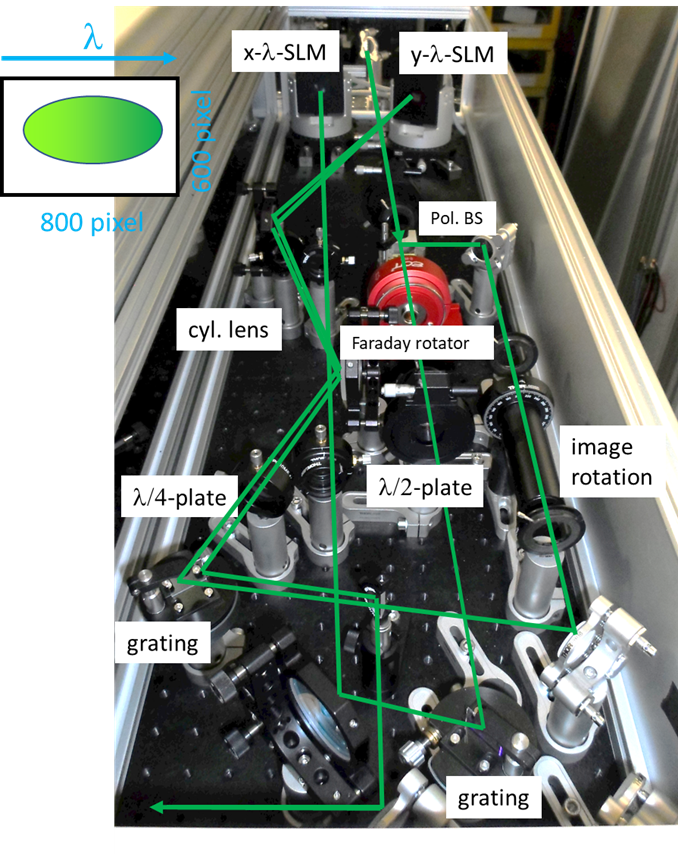 λ
x-λ-SLM
y-λ-SLM
600 pixel
800 pixel
Pol. BS
EOT
cyl. lens
Faraday rotator
image
rotation
λ/4-plate
λ/2-plate
grating
grating